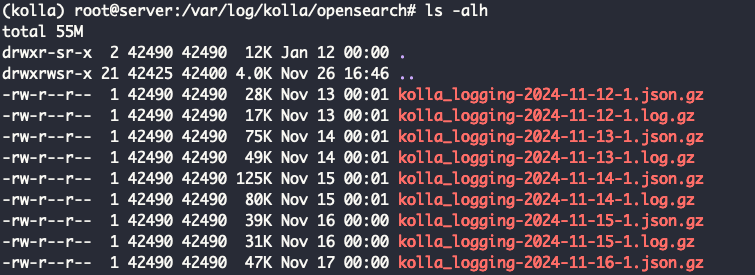 (kolla) root@server:/var/log/kolla/opensearch# ls -alh
total 55M
drwxr-sr-x  2 42490 42490  12K Jan 12 00:00 .
drwxrwsr-x 21 42425 42400 4.0K Nov 26 16:46 ..
-rw-r--r--  1 42490 42490  28K Nov 13 00:01 kolla_logging-2024-11-12-1.json.gz
-rw-r--r--  1 42490 42490  17K Nov 13 00:01 kolla_logging-2024-11-12-1.log.gz
-rw-r--r--  1 42490 42490  75K Nov 14 00:01 kolla_logging-2024-11-13-1.json.gz
-rw-r--r--  1 42490 42490  49K Nov 14 00:01 kolla_logging-2024-11-13-1.log.gz
-rw-r--r--  1 42490 42490 125K Nov 15 00:01 kolla_logging-2024-11-14-1.json.gz
-rw-r--r--  1 42490 42490  80K Nov 15 00:01 kolla_logging-2024-11-14-1.log.gz
-rw-r--r--  1 42490 42490  39K Nov 16 00:00 kolla_logging-2024-11-15-1.json.gz
-rw-r--r--  1 42490 42490  31K Nov 16 00:00 kolla_logging-2024-11-15-1.log.gz
-rw-r--r--  1 42490 42490  47K Nov 17 00:00 kolla_logging-2024-11-16-1.json.gz